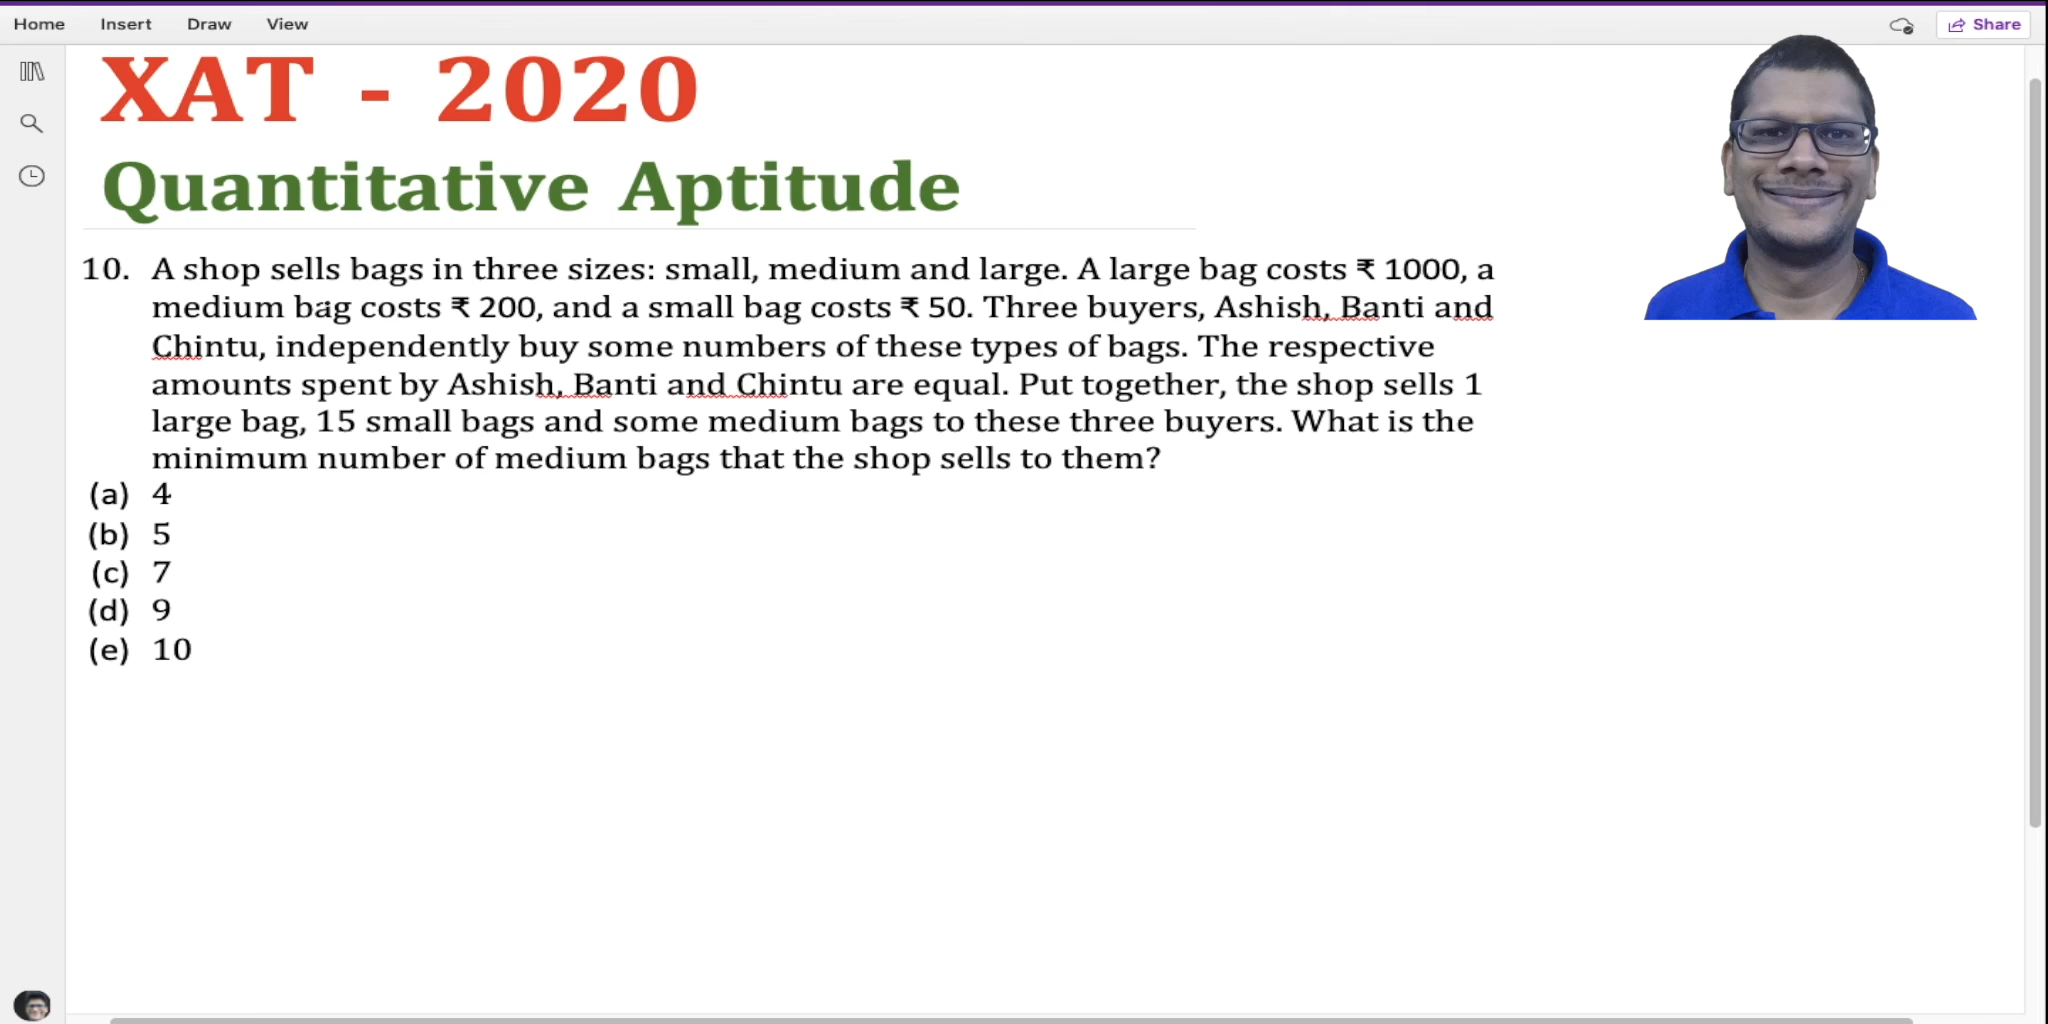 Home Insert Draw View Share
XAT - 2020
Quantitative Aptitude
10. A shop sells bags in three sizes: small, medium and large. A large bag costs ₹ 1000, a
medium bag costs ₹ 200, and a small bag costs ₹ 50. Three buyers, Ashish, Banti and
Chintu, independently buy some numbers of these types of bags. The respective
amounts spent by Ashish, Banti and Chintu are equal. Put together, the shop sells 1
large bag, 15 small bags and some medium bags to these three buyers. What is the
minimum number of medium bags that the shop sells to them?
(a) 4
(b) 5
(c) 7
(d) 9
(e) 10